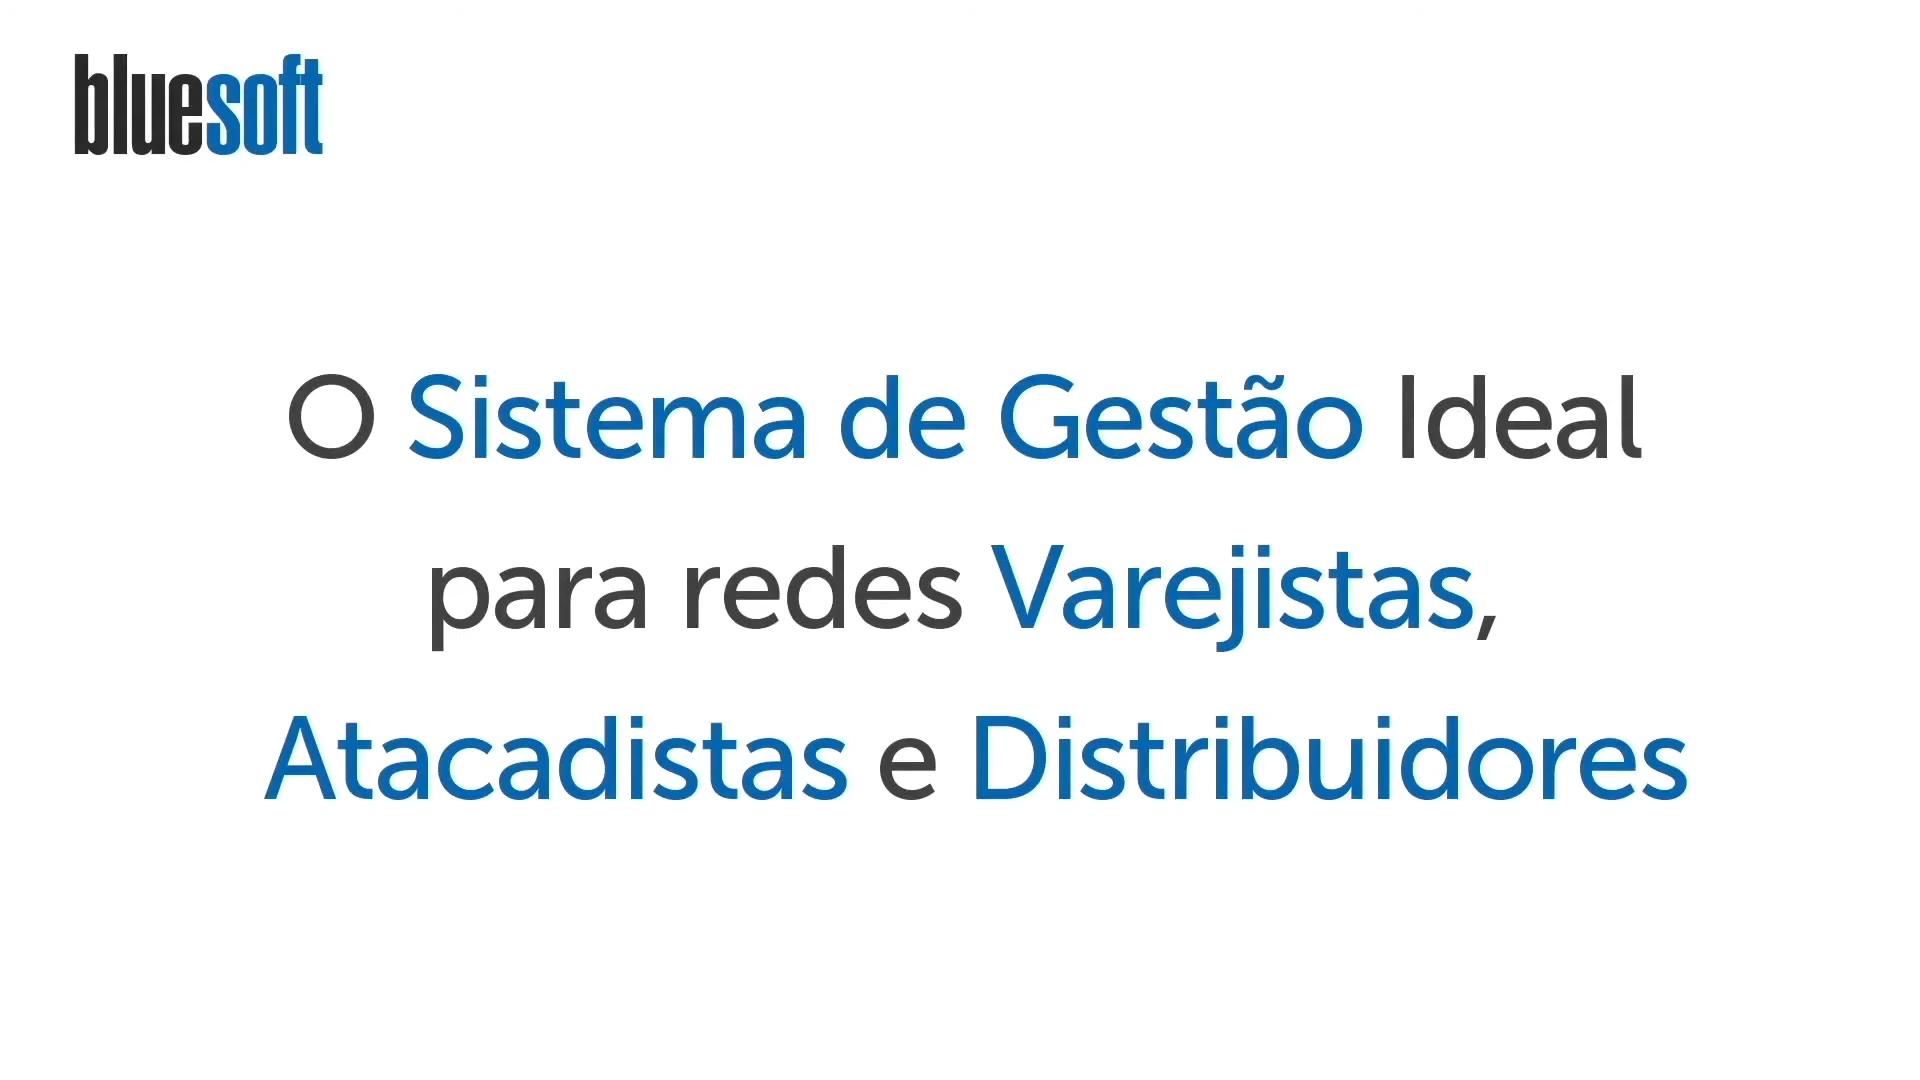 bluesoft
O Sistema de Gestão Ideal
para redes Varejistas,
Atacadistas e Distribuidores